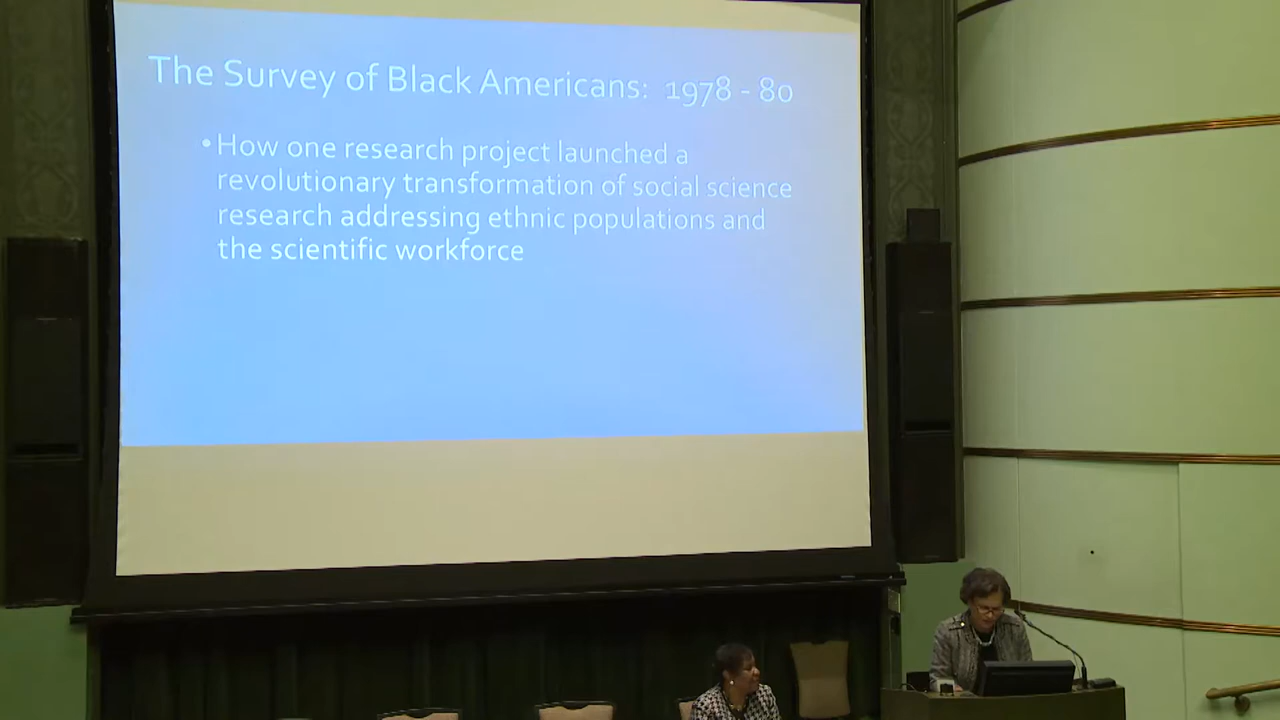 The Survey of Black Americans: 1978 - 80
• How one research project launched a
revolutionary transformation of social science
research addressing ethnic populations and
the scientific workforce